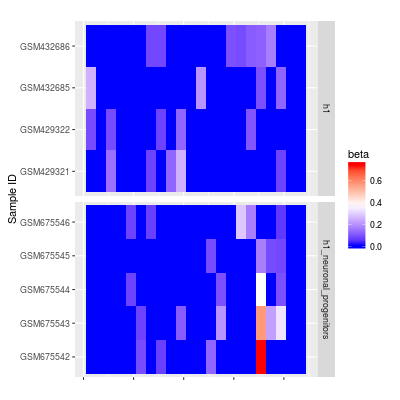 GSM432686
GSM432685
GSM429322
GSM429321
h1
GSM675546
GSM675545
GSM675544
GSM675543
GSM675542
h1_neuronal_progenitors
Sample ID
beta
0.6
0.4
0.2
0.0